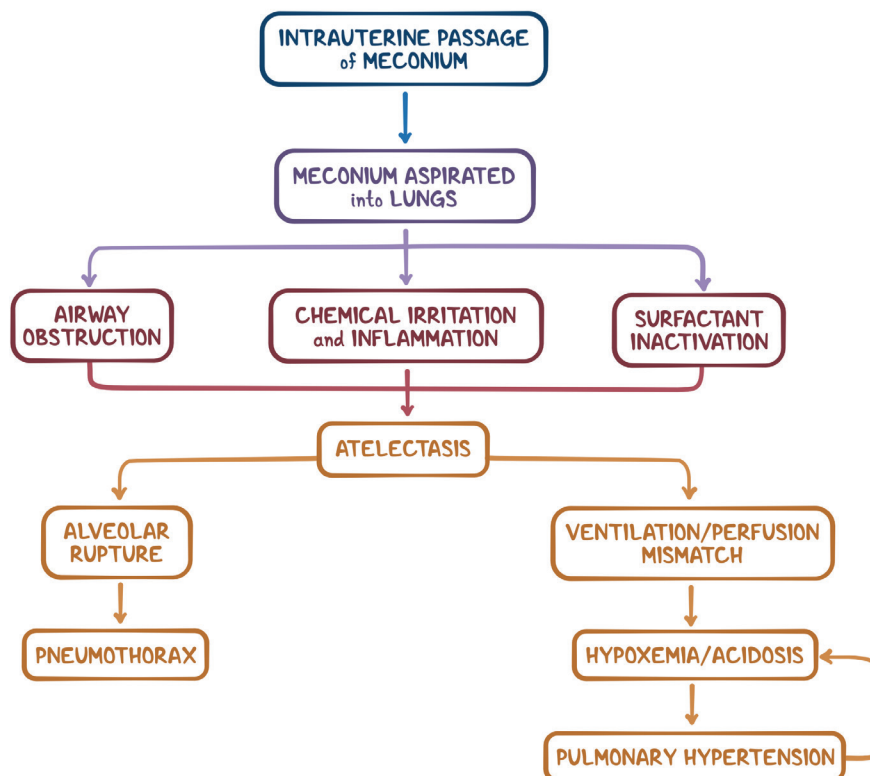 INTRAUTERINE PASSAGE
of MECONIUM
MECONIUM ASPIRATED
into LUNGS
AIRWAY
OBSTRUCTION
CHEMICAL IRRITATION
and INFLAMMATION
SURFACTANT
INACTIVATION
ATELECTASIS
ALVEOLAR
RUPTURE
VENTILATION/PERFUSION
MISMATCH
PNEUMOTHORAX
HYPOXEMIA/ACIDOSIS
PULMONARY HYPERTENSION